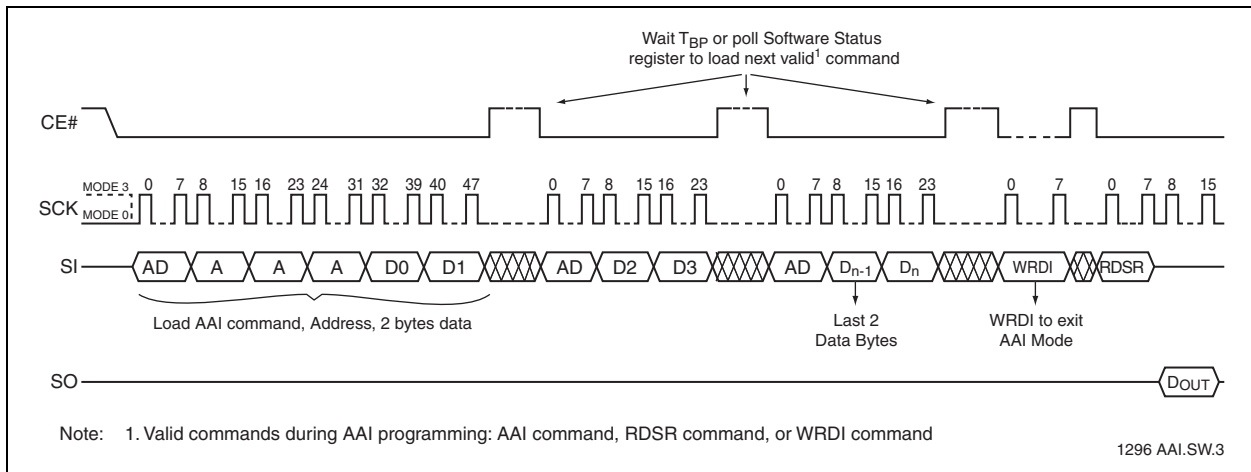 Wait TBP or poll Software Status
register to load next valid1 command
CE#
MODE 3
MODE 0
SCK
0 7 8 15 16 23 24 31 32 39 40 47 0 7 8 15 16 23 0 7 8 15 16 23 0 7 0 7 8 15
SI
AD A A A D0 D1 AD D2 D3 AD Dn-1 Dn WRDI RDSR
Load AAI command, Address, 2 bytes data
Last 2
Data Bytes
WRDI to exit
AAI Mode
SO
DOUT
Note: 1. Valid commands during AAI programming: AAI command, RDSR command, or WRDI command
1296 AAI.SW.3